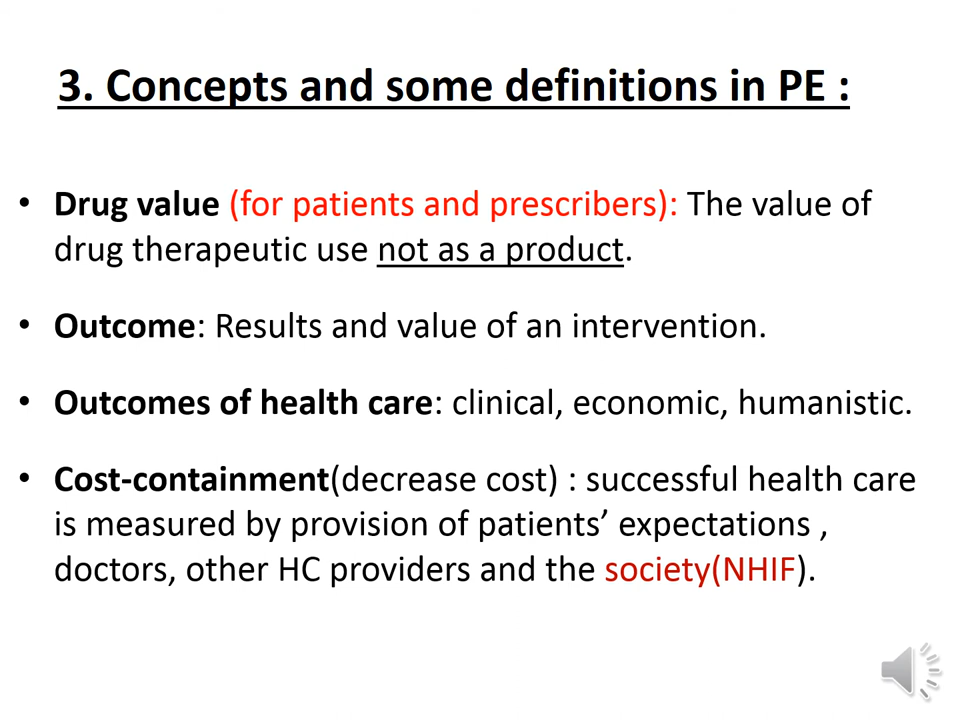 3. Concepts and some definitions in PE :
• Drug value (for patients and prescribers): The value of
drug therapeutic use not as a product.
• Outcome: Results and value of an intervention.
• Outcomes of health care: clinical, economic, humanistic.
• Cost-containment(decrease cost) : successful health care
is measured by provision of patients’ expectations ,
doctors, other HC providers and the society(NHIF).